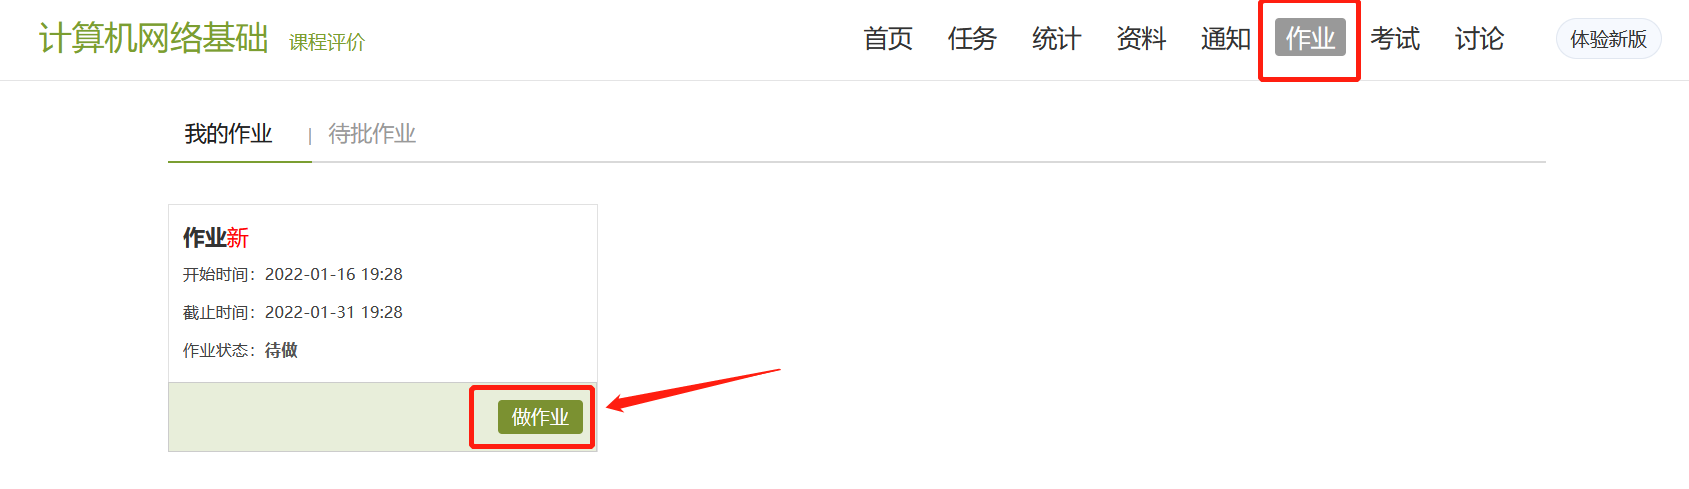 计算机网络基础 课程评价 首页 任务 统计 资料 通知 作业 考试 讨论 体验新版
我的作业 | 待批作业
作业新
开始时间：2022-01-16 19:28
截止时间：2022-01-31 19:28
作业状态：待做
做作业